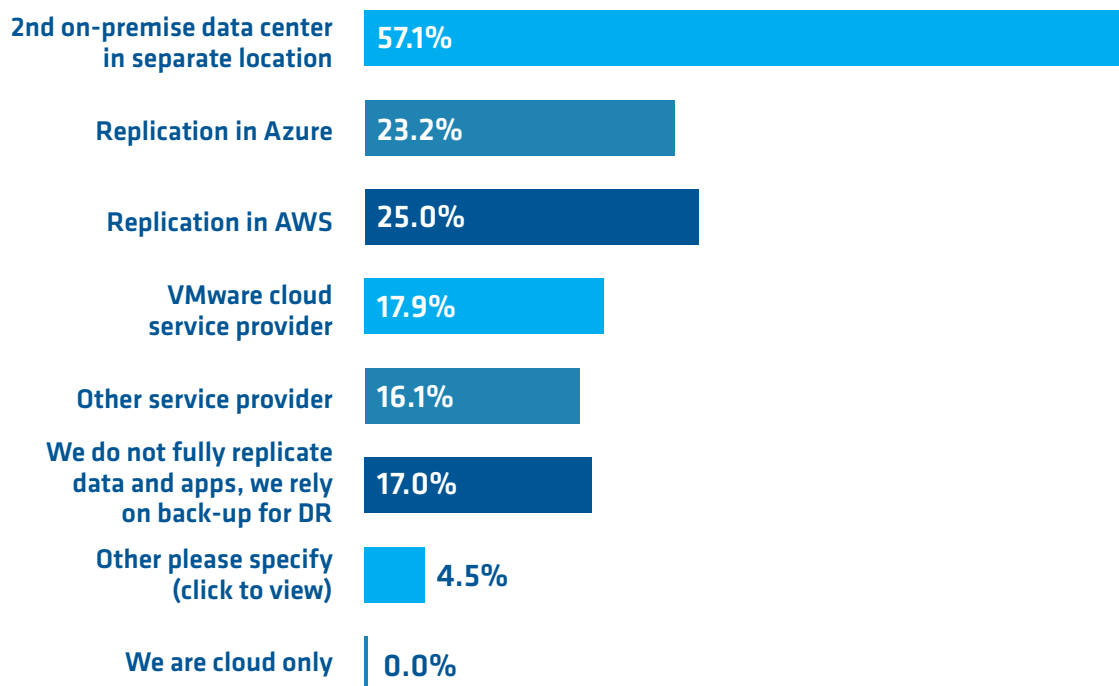 2nd on-premise data center
in separate location
57.1%
Replication in Azure
23.2%
Replication in AWS
25.0%
VMware cloud
service provider
17.9%
Other service provider
16.1%
We do not fully replicate
data and apps, we rely
on back-up for DR
17.0%
Other please specify
(click to view)
4.5%
We are cloud only
0.0%